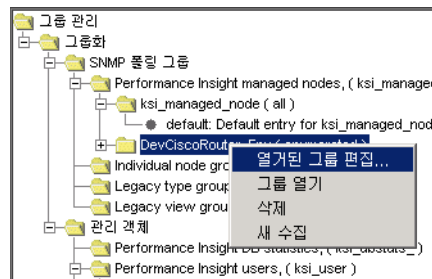 그룹 관리
그룹화
SNMP 폴링 그룹
Performance Insight managed nodes, ( ksi_managed
ksi_managed_node ( all )
default: Default entry for ksi_managed_nod
DevCiscoRouter
열거된 그룹 편집...
Individual node gro
그룹 열기
Legacy type group
삭제
Legacy view grou
새 수집
관리 객체
Performance Insight
Performance Insight users, ( ksi_user )